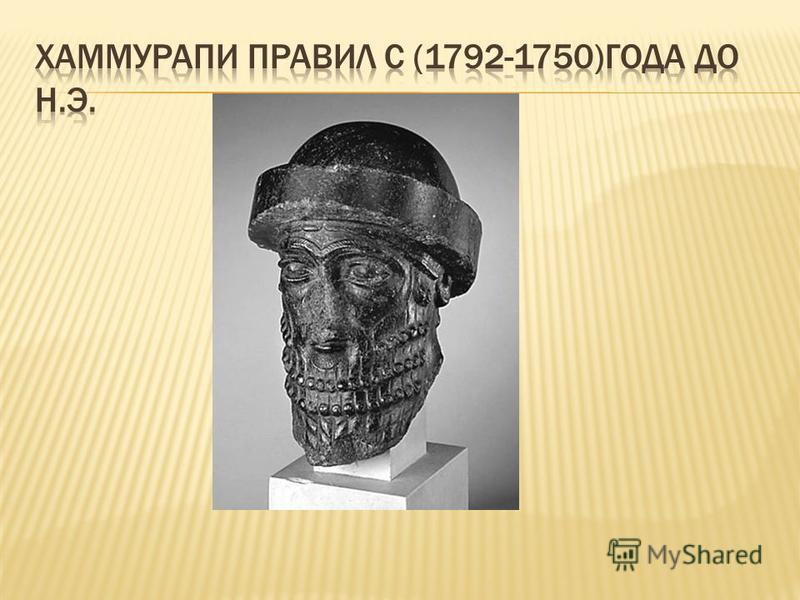 ХАММУРАПИ ПРАВИЛ С (1792-1750)ГОДА ДО
Н.Э.
MyShared